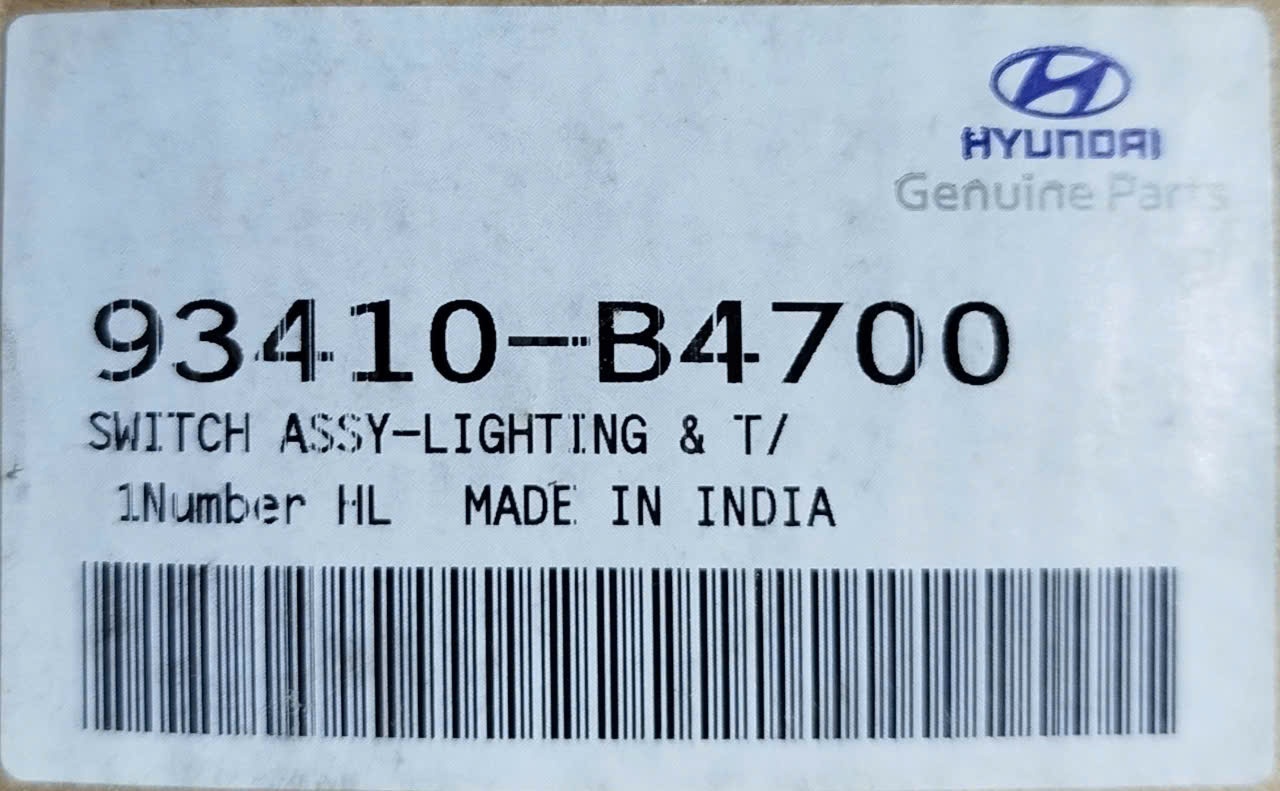 HYUNDAI
Genuine Parts
93410-B4700
SWITCH ASSY-LIGHTING & T/
1Number HL MADE IN INDIA